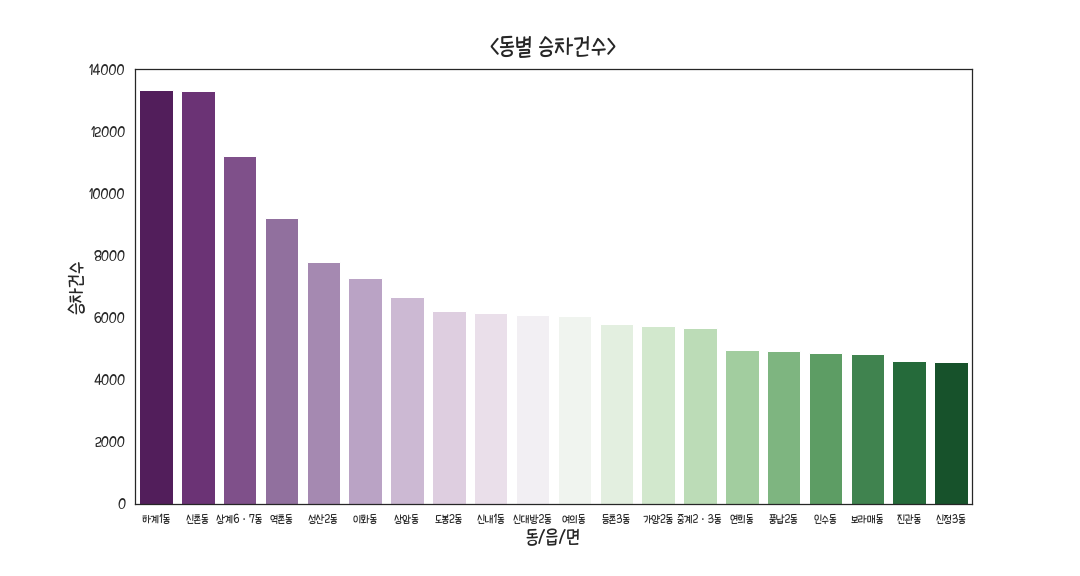 <동별 승차건수>
승차건수
14000
12000
10000
8000
6000
4000
2000
0
하계1동 신촌동 상계6·7동 역촌동 성산2동 이화동 상암동 도봉2동 신내1동 신대방2동 여의동 등촌3동 가양2동 중계2·3동 연희동 풍납2동 인수동 보라매동 진관동 신정3동
동/읍/면